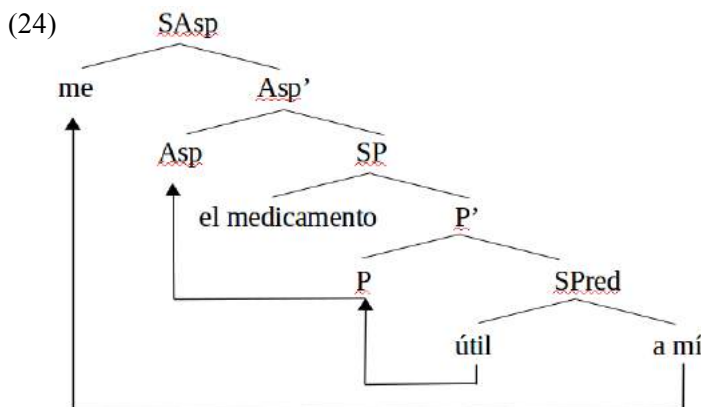 (24) SAsp
me Asp’
Asp SP
el medicamento P’
P SPred
útil a mí